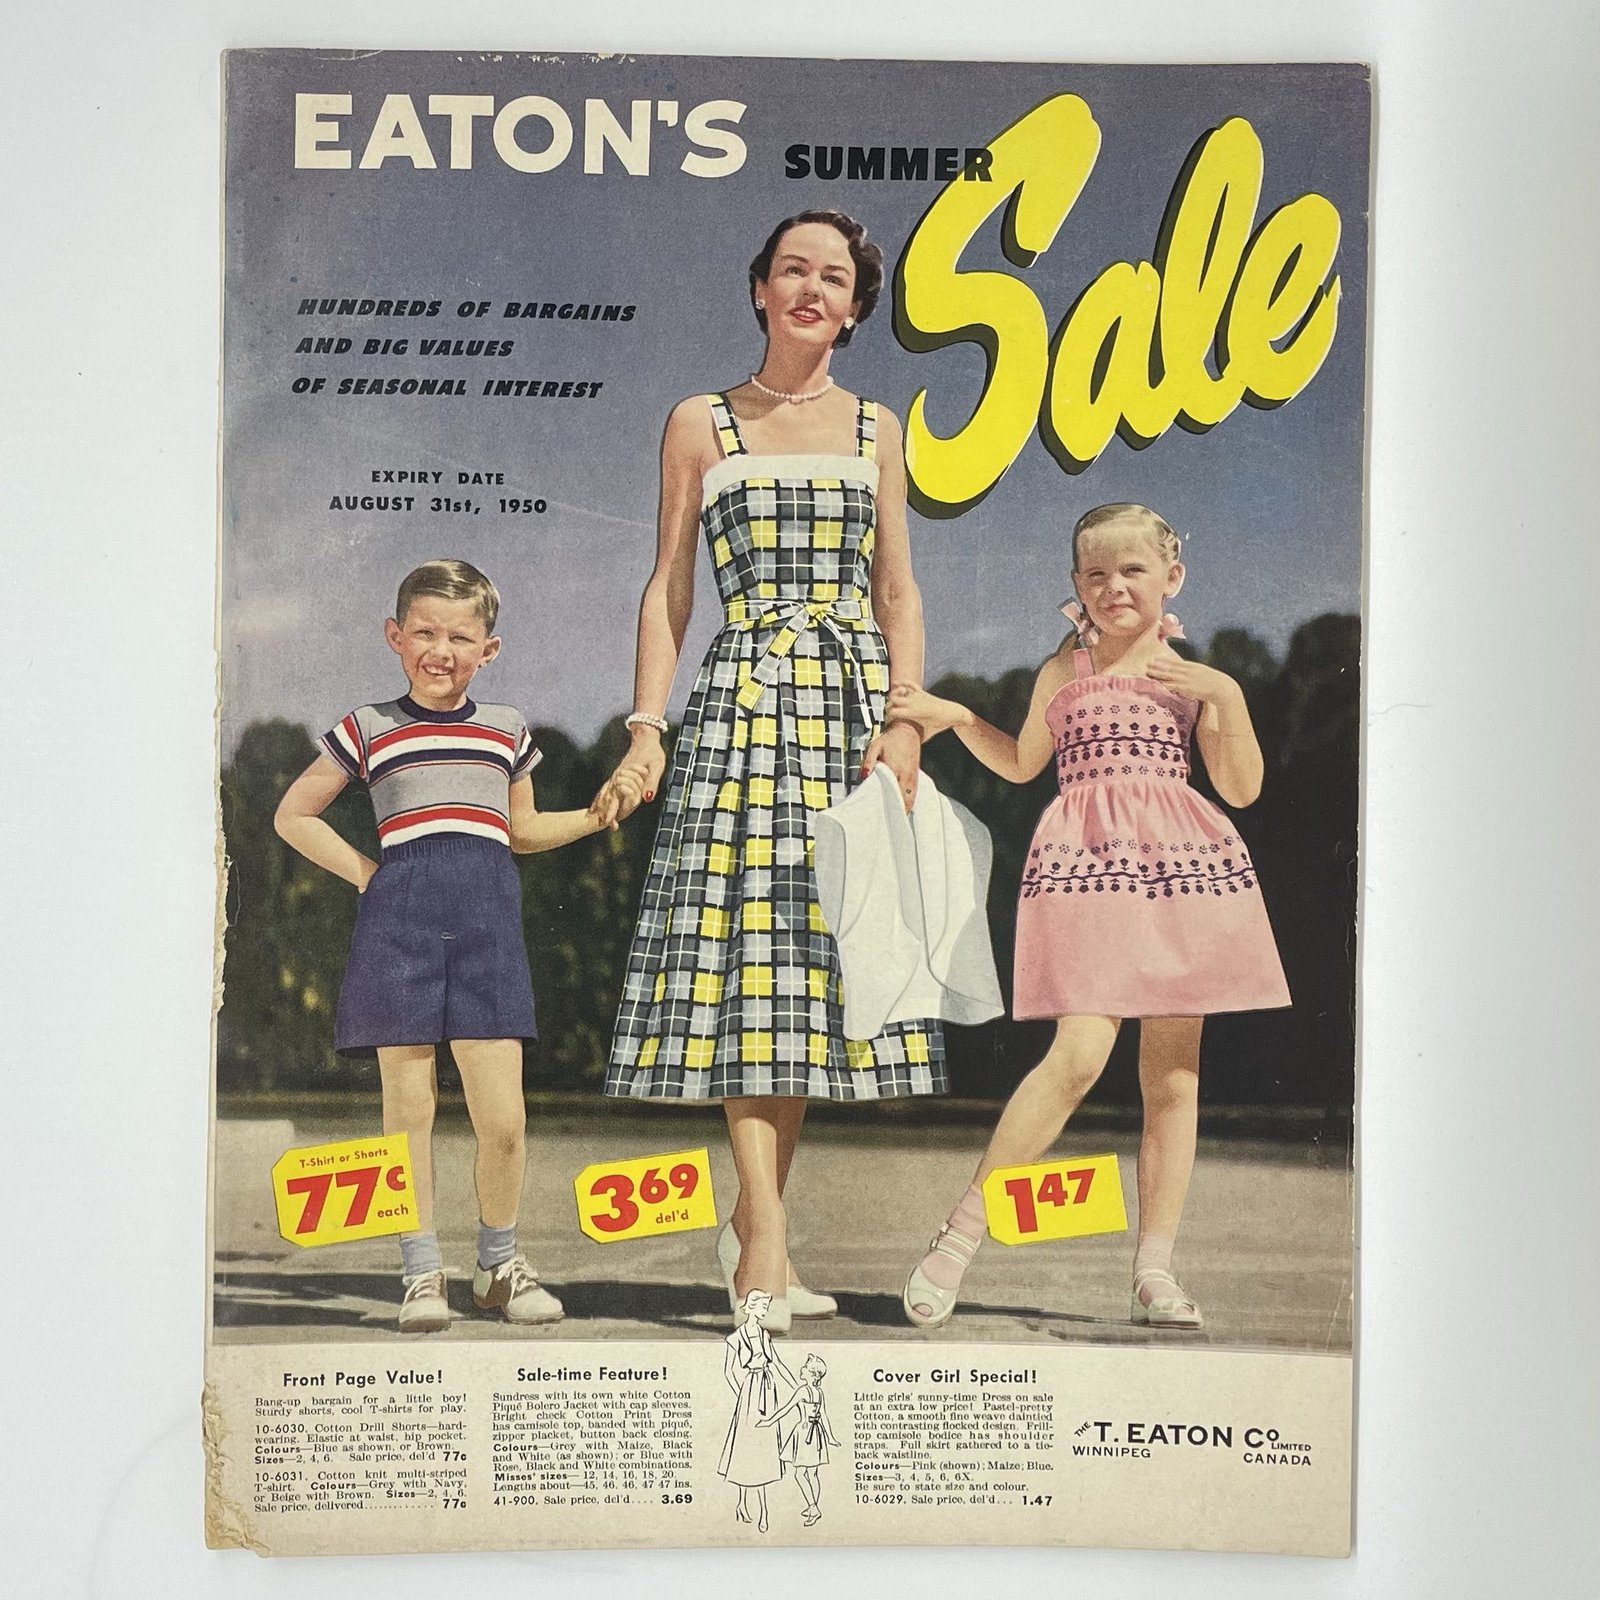 EATON'S SUMMER Sale
HUNDREDS OF BARGAINS
AND BIG VALUES
OF SEASONAL INTEREST
EXPIRY DATE
AUGUST 31st, 1950
T-Shirt or Shorts
77c
each
3 69
del'd
1 47
Front Page Value!
Bang-up bargain for a little boy!
Sturdy shorts, cool T-shirts for play.
10-6030. Cotton Drill Shorts—hard-
wearing. Elastic at waist, hip pocket.
Colours—Blue as shown, or Brown.
Sizes—2, 4, 6. Sale price, del'd 77c
10-6031. Cotton knit multi-striped
T-shirt. Colours—Grey with Navy,
or Beige with Brown. Sizes—2, 4, 6.
Sale price, delivered............. 77c
Sale-time Feature!
Sundress with its own white Cotton
Piqué Bolero Jacket with cap sleeves.
Bright check Cotton Print Dress
has camisole top, banded with piqué,
zipper placket, button back closing.
Colours—Grey with Maize, Black
and White (as shown); or Blue with
Rose, Black and White combinations.
Misses' sizes—12, 14, 16, 18, 20.
Lengths about—45, 46, 46, 47 47 ins.
41-900. Sale price, del'd.... 3.69
Cover Girl Special!
Little girls' sunny-time Dress on sale
at an extra low price! Pastel-pretty
Cotton, a smooth fine weave daintied
with contrasting flocked design. Frill-
top camisole bodice has shoulder
straps. Full skirt gathered to a tie-
back waistline.
Colours—Pink (shown); Maize; Blue.
Sizes—3, 4, 5, 6, 6X.
Be sure to state size and colour.
10-6029. Sale price, del'd... 1.47
THE T. EATON Co LIMITED
WINNIPEG CANADA